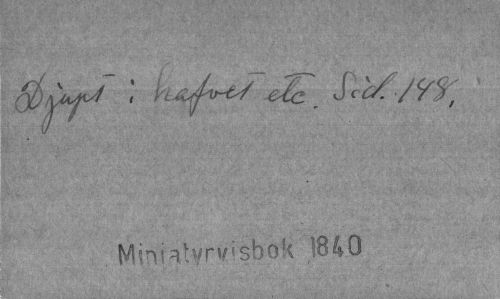 Djupt i hafvet etc. Sid. 148.
Miniatyrvisbok 1840